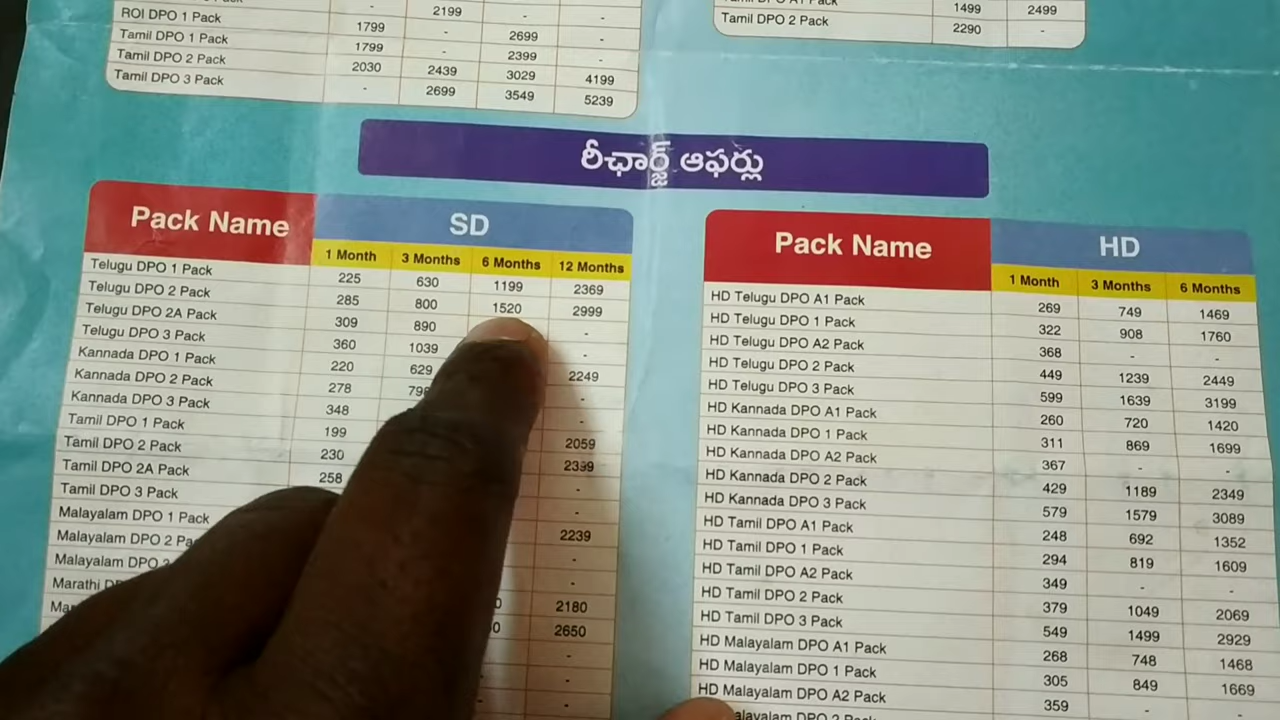 Pack - 2199 - -
ROI DPO 1 Pack 1799 - 2699 -
Tamil DPO 1 Pack 1799 - 2399 -
Tamil DPO 2 Pack 2030 2439 3029 4199
Tamil DPO 3 Pack - 2699 3549 5239
Tamil DPO A1 Pack 1499 2499
Tamil DPO 2 Pack 2290 -
రీఛార్జ్ ఆఫర్లు
Pack Name SD
1 Month 3 Months 6 Months 12 Months
Telugu DPO 1 Pack 225 630 1199 2369
Telugu DPO 2 Pack 285 800 1520 2999
Telugu DPO 2A Pack 309 890 -
Telugu DPO 3 Pack 360 1039 -
Kannada DPO 1 Pack 220 629 2249
Kannada DPO 2 Pack 278 -
Kannada DPO 3 Pack 348 -
Tamil DPO 1 Pack 199 2059
Tamil DPO 2 Pack 230 2399
Tamil DPO 2A Pack 258 -
Tamil DPO 3 Pack -
Malayalam DPO 1 Pack 2239
Malayalam DPO 2 -
Malayalam DPO -
Marathi 2180
2650
-
-
Pack Name HD
1 Month 3 Months 6 Months
HD Telugu DPO A1 Pack 269 749 1469
HD Telugu DPO 1 Pack 322 908 1760
HD Telugu DPO A2 Pack 368 - -
HD Telugu DPO 2 Pack 449 1239 2449
HD Telugu DPO 3 Pack 599 1639 3199
HD Kannada DPO A1 Pack 260 720 1420
HD Kannada DPO 1 Pack 311 869 1699
HD Kannada DPO A2 Pack 367 - -
HD Kannada DPO 2 Pack 429 1189 2349
HD Kannada DPO 3 Pack 579 1579 3089
HD Tamil DPO A1 Pack 248 692 1352
HD Tamil DPO 1 Pack 294 819 1609
HD Tamil DPO A2 Pack 349 - -
HD Tamil DPO 2 Pack 379 1049 2069
HD Tamil DPO 3 Pack 549 1499 2929
HD Malayalam DPO A1 Pack 268 748 1468
HD Malayalam DPO 1 Pack 305 849 1669
HD Malayalam DPO A2 Pack 359 - -